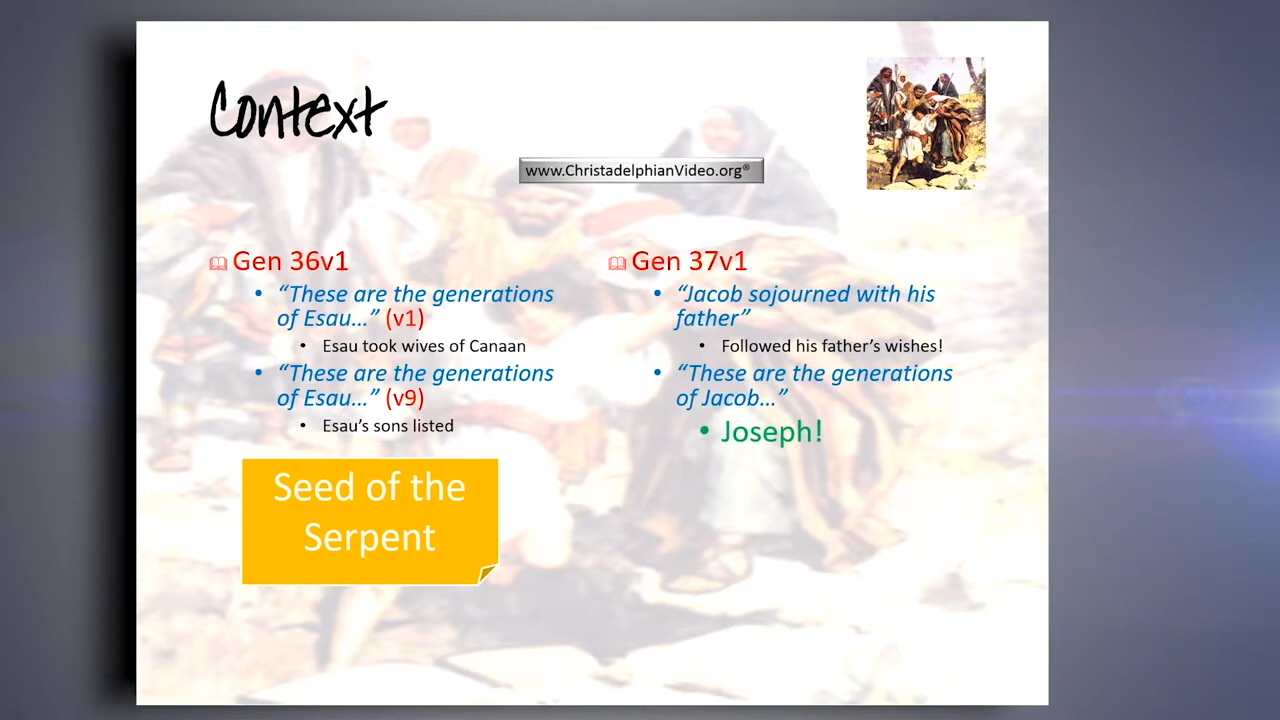 Context
www.ChristadelphianVideo.org®
Gen 36v1
• “These are the generations
of Esau…” (v1)
• Esau took wives of Canaan
• “These are the generations
of Esau…” (v9)
• Esau’s sons listed
Seed of the
Serpent
Gen 37v1
• “Jacob sojourned with his
father”
• Followed his father’s wishes!
• “These are the generations
of Jacob…”
• Joseph!